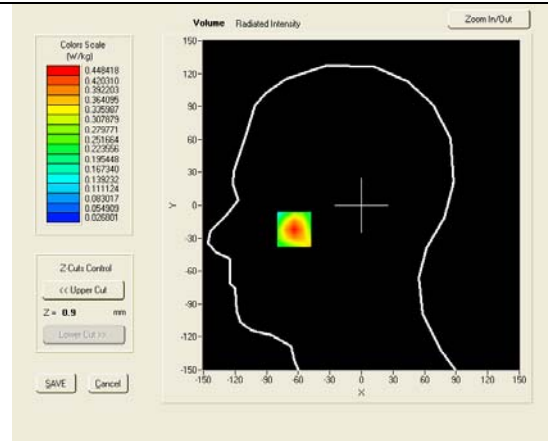 Volume Radiated Intensity
Zoom In/Out
Colors Scale
(W/kg)
0.448418
0.420310
0.392203
0.364095
0.335987
0.307879
0.279771
0.251664
0.223556
0.195448
0.167340
0.139232
0.111124
0.083017
0.054909
0.026801
150
120
90
60
30
0
-30
-60
-90
-120
-150
Y
-150 -120 -90 -60 -30 0 30 60 90 120 150
X
Z-Cuts Control
<< Upper Cut
Z = 0.9 mm
Lower Cut >>
SAVE Cancel